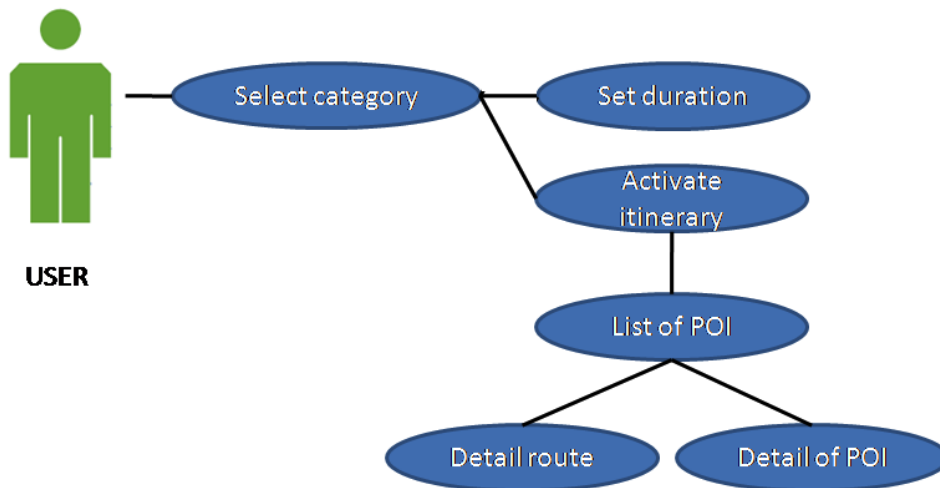 Select category
Set duration
Activate
itinerary
USER
List of POI
Detail route
Detail of POI